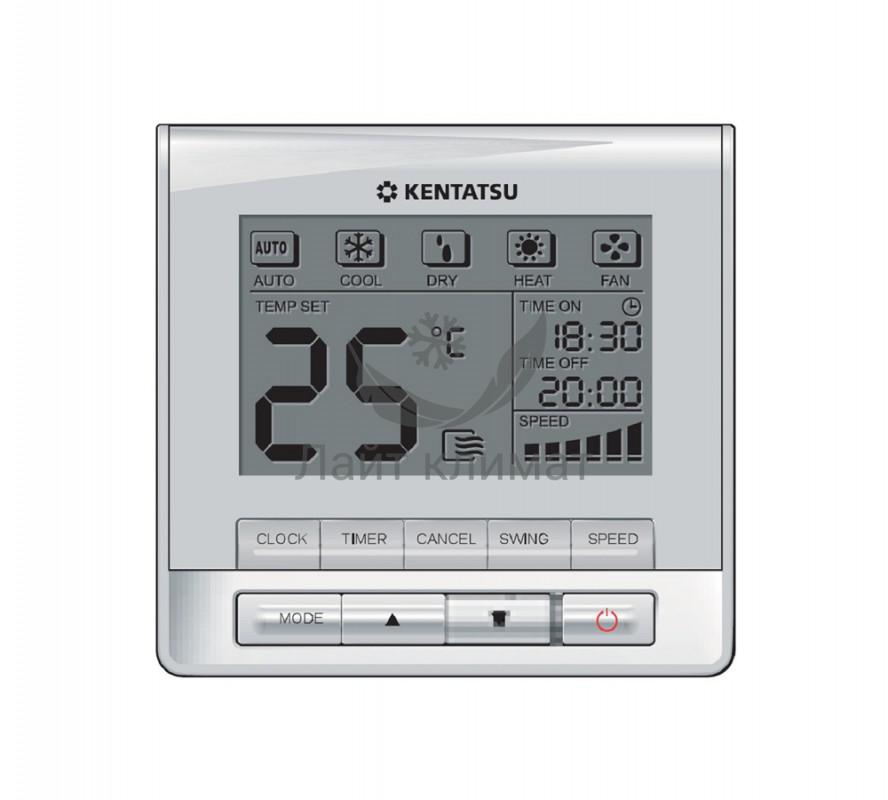 KENTATSU
AUTO
AUTO COOL DRY HEAT FAN
TEMP SET
25 °C
TIME ON
18:30
TIME OFF
20:00
SPEED
Лайт климат
CLOCK TIMER CANCEL SWING SPEED
MODE